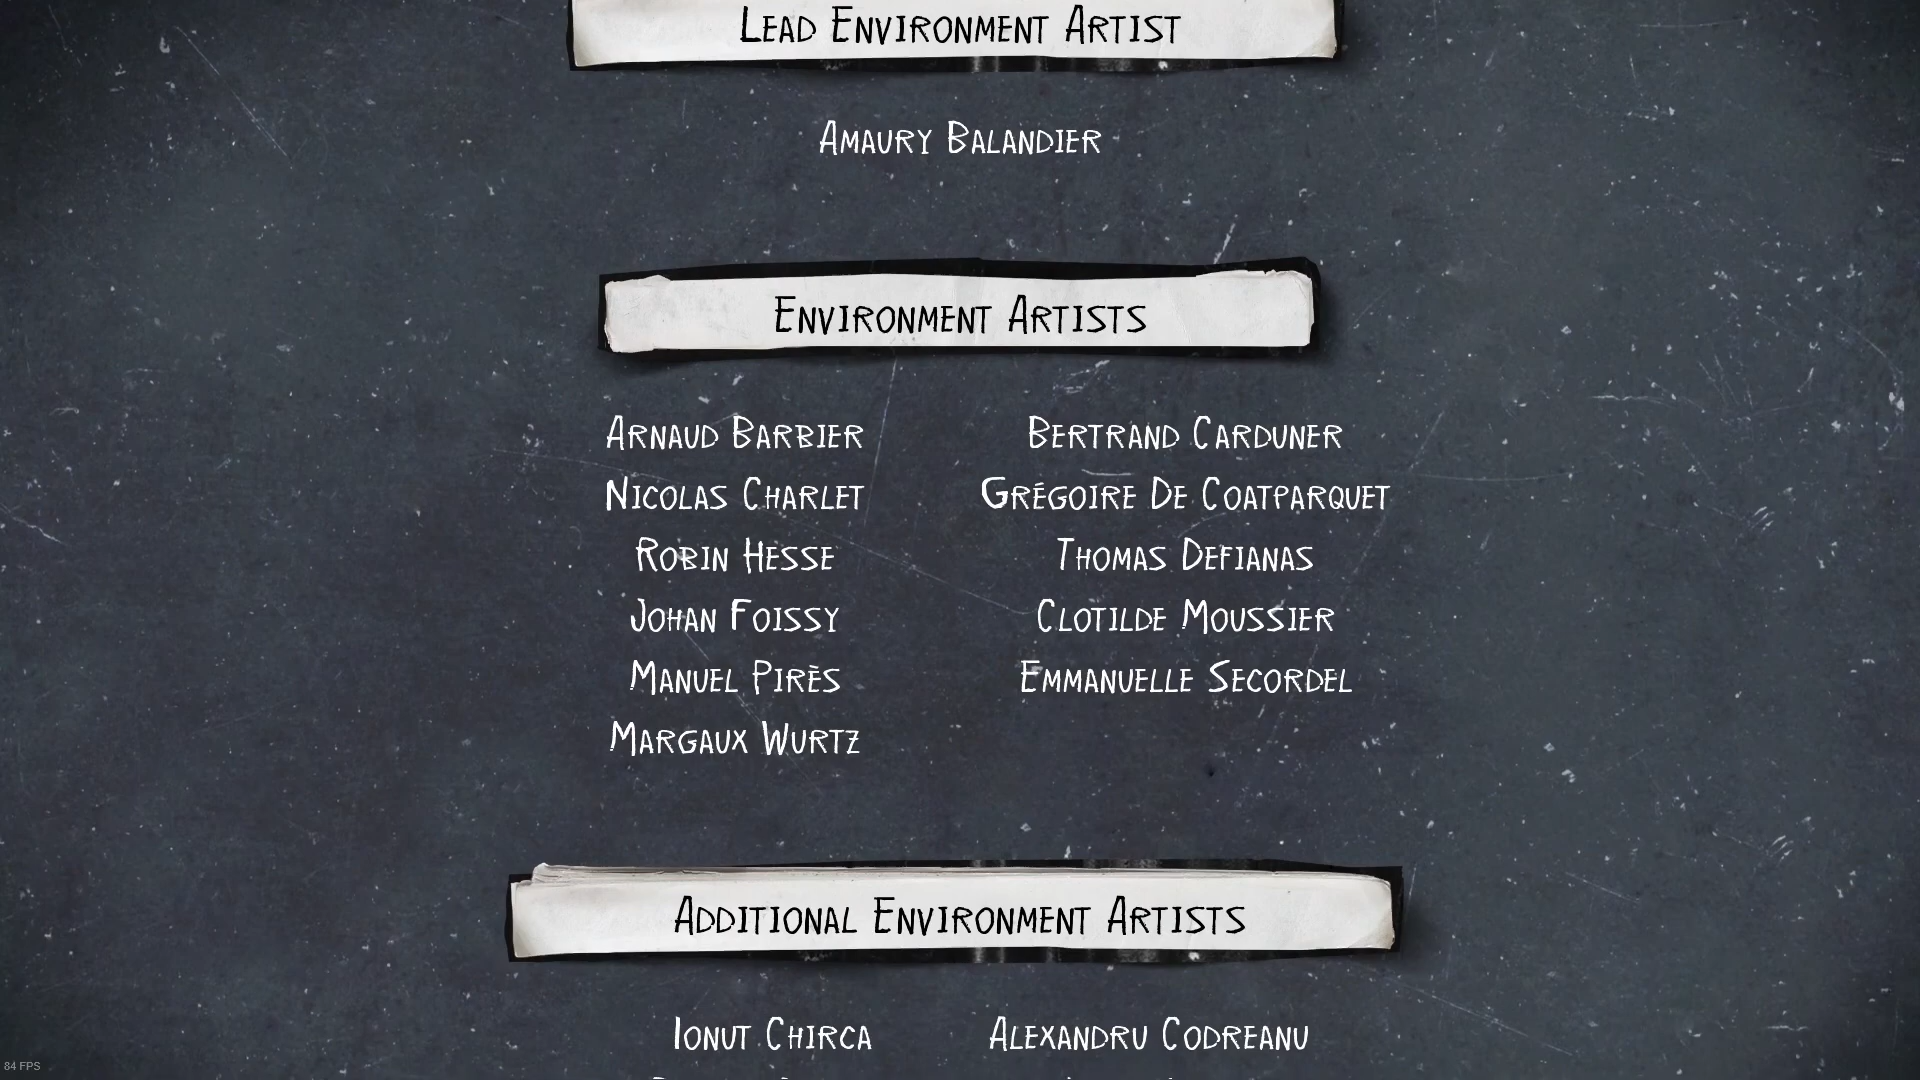 Lead Environment Artist
Amaury Balandier
Environment Artists
Arnaud Barbier Bertrand Carduner
Nicolas Charlet Grégoire De Coatparquet
Robin Hesse Thomas Defianas
Johan Foissy Clotilde Moussier
Manuel Pirès Emmanuelle Secordel
Margaux Wurtz
Additional Environment Artists
Ionut Chirca Alexandru Codreanu
84 FPS